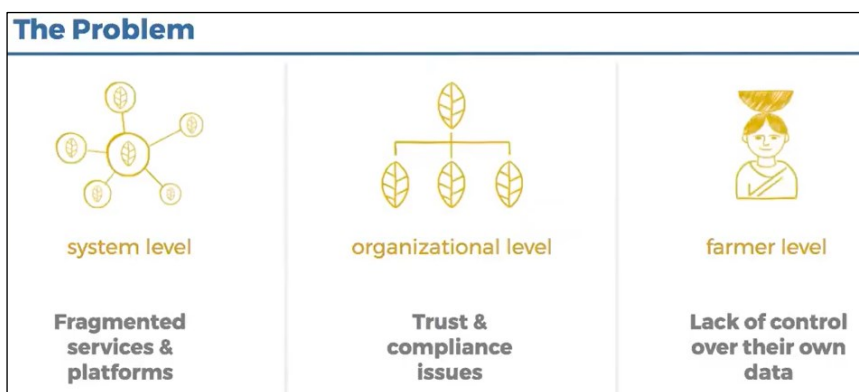 The Problem
system level
Fragmented
services &
platforms
organizational level
Trust &
compliance
issues
farmer level
Lack of control
over their own
data